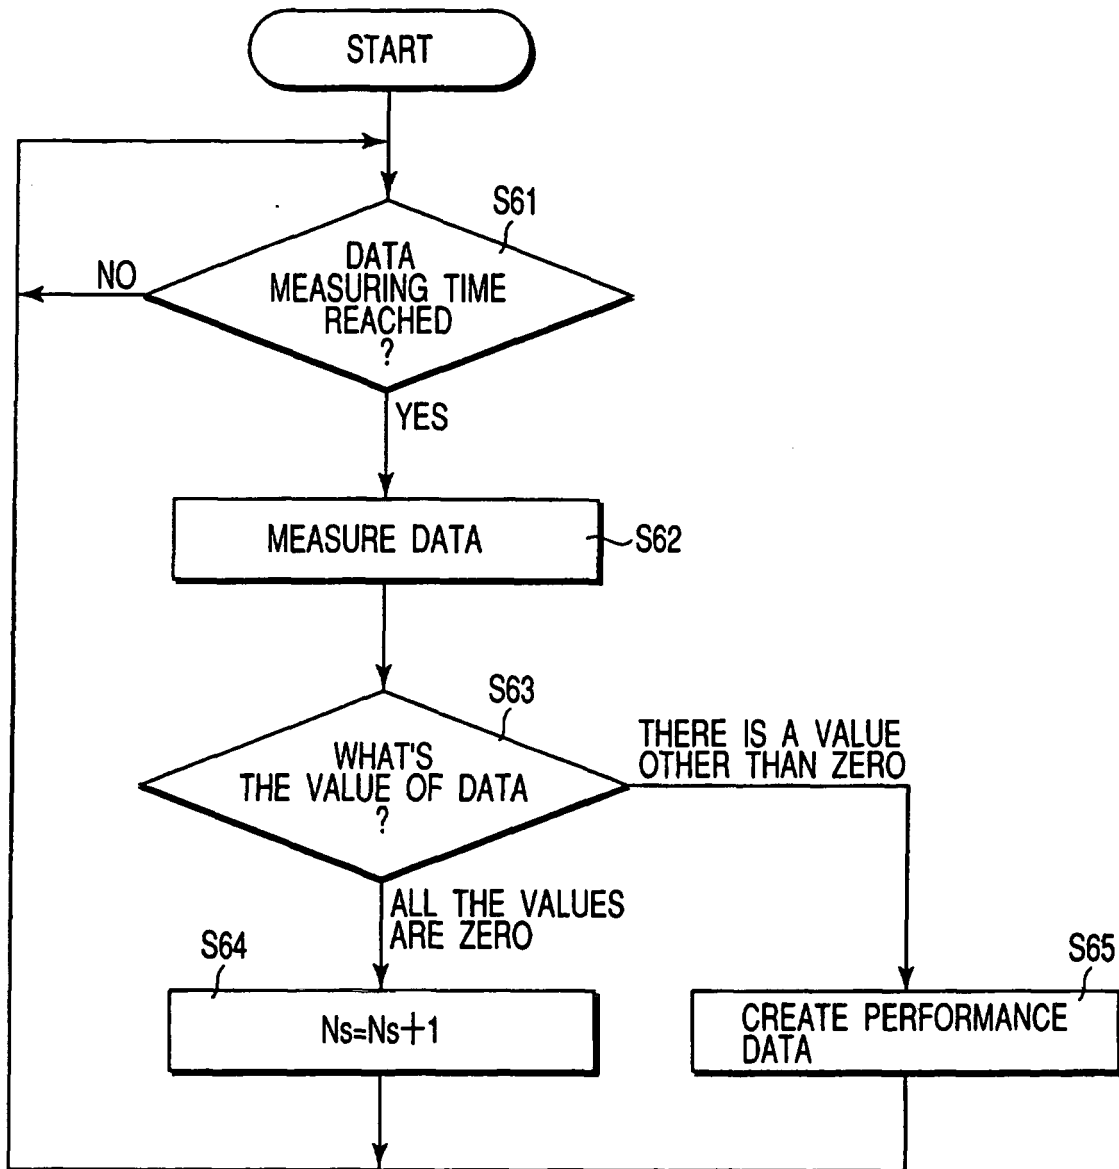 START
S61
DATA
MEASURING TIME
REACHED
?
NO
YES
MEASURE DATA
S62
S63
WHAT'S
THE VALUE OF DATA
?
THERE IS A VALUE
OTHER THAN ZERO
ALL THE VALUES
ARE ZERO
S64
Ns=Ns+1
S65
CREATE PERFORMANCE
DATA